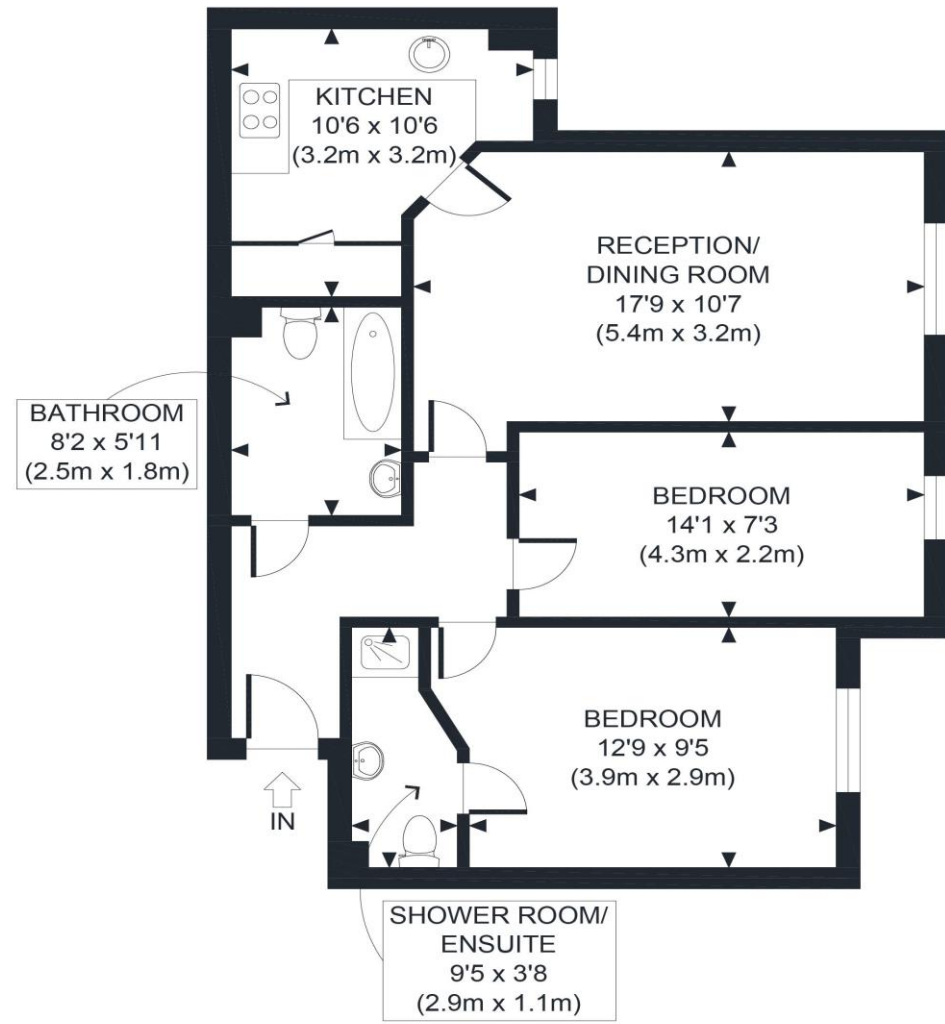 KITCHEN
10'6 x 10'6
(3.2m x 3.2m)
RECEPTION/
DINING ROOM
17'9 x 10'7
(5.4m x 3.2m)
BATHROOM
8'2 x 5'11
(2.5m x 1.8m)
BEDROOM
14'1 x 7'3
(4.3m x 2.2m)
BEDROOM
12'9 x 9'5
(3.9m x 2.9m)
IN
SHOWER ROOM/
ENSUITE
9'5 x 3'8
(2.9m x 1.1m)